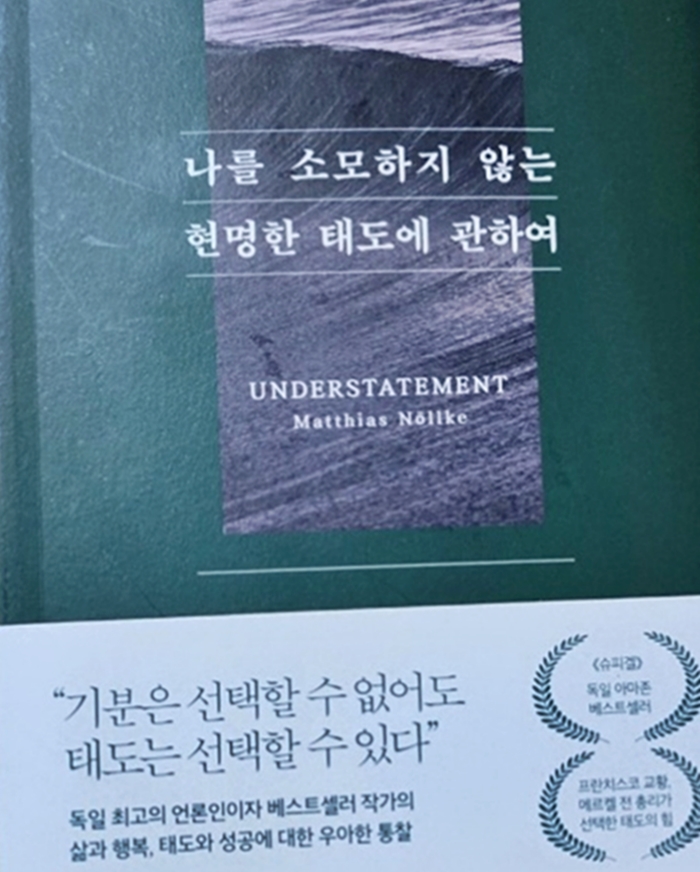 나를 소모하지 않는
현명한 태도에 관하여
UNDERSTATEMENT
Matthias Nöllke
“기분은 선택할 수 없어도
태도는 선택할 수 있다”
독일 최고의 언론인이자 베스트셀러 작가의
삶과 행복, 태도와 성공에 대한 우아한 통찰
《슈피겔》
독일 아마존
베스트셀러
프란치스코 교황,
메르켈 전 총리가
선택한 태도의 힘